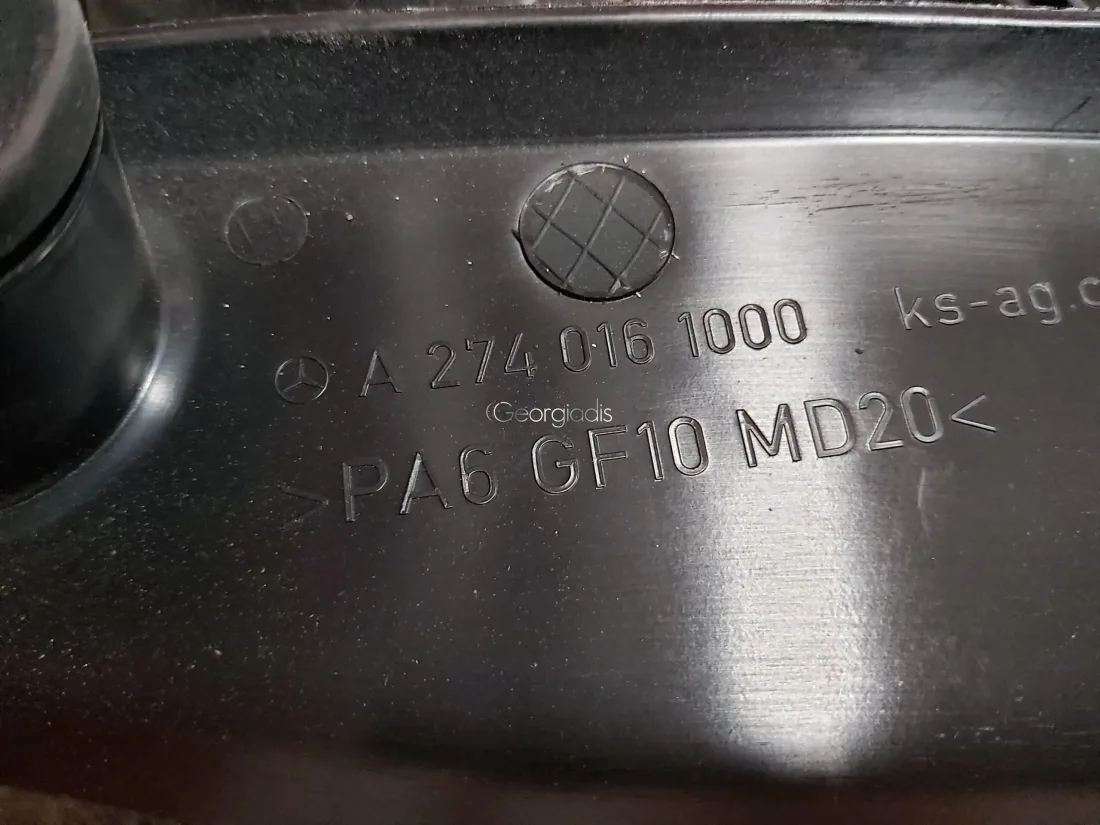 A 274 016 1000
ks-ag.c
Georgiadis
>PA6 GF10 MD20<